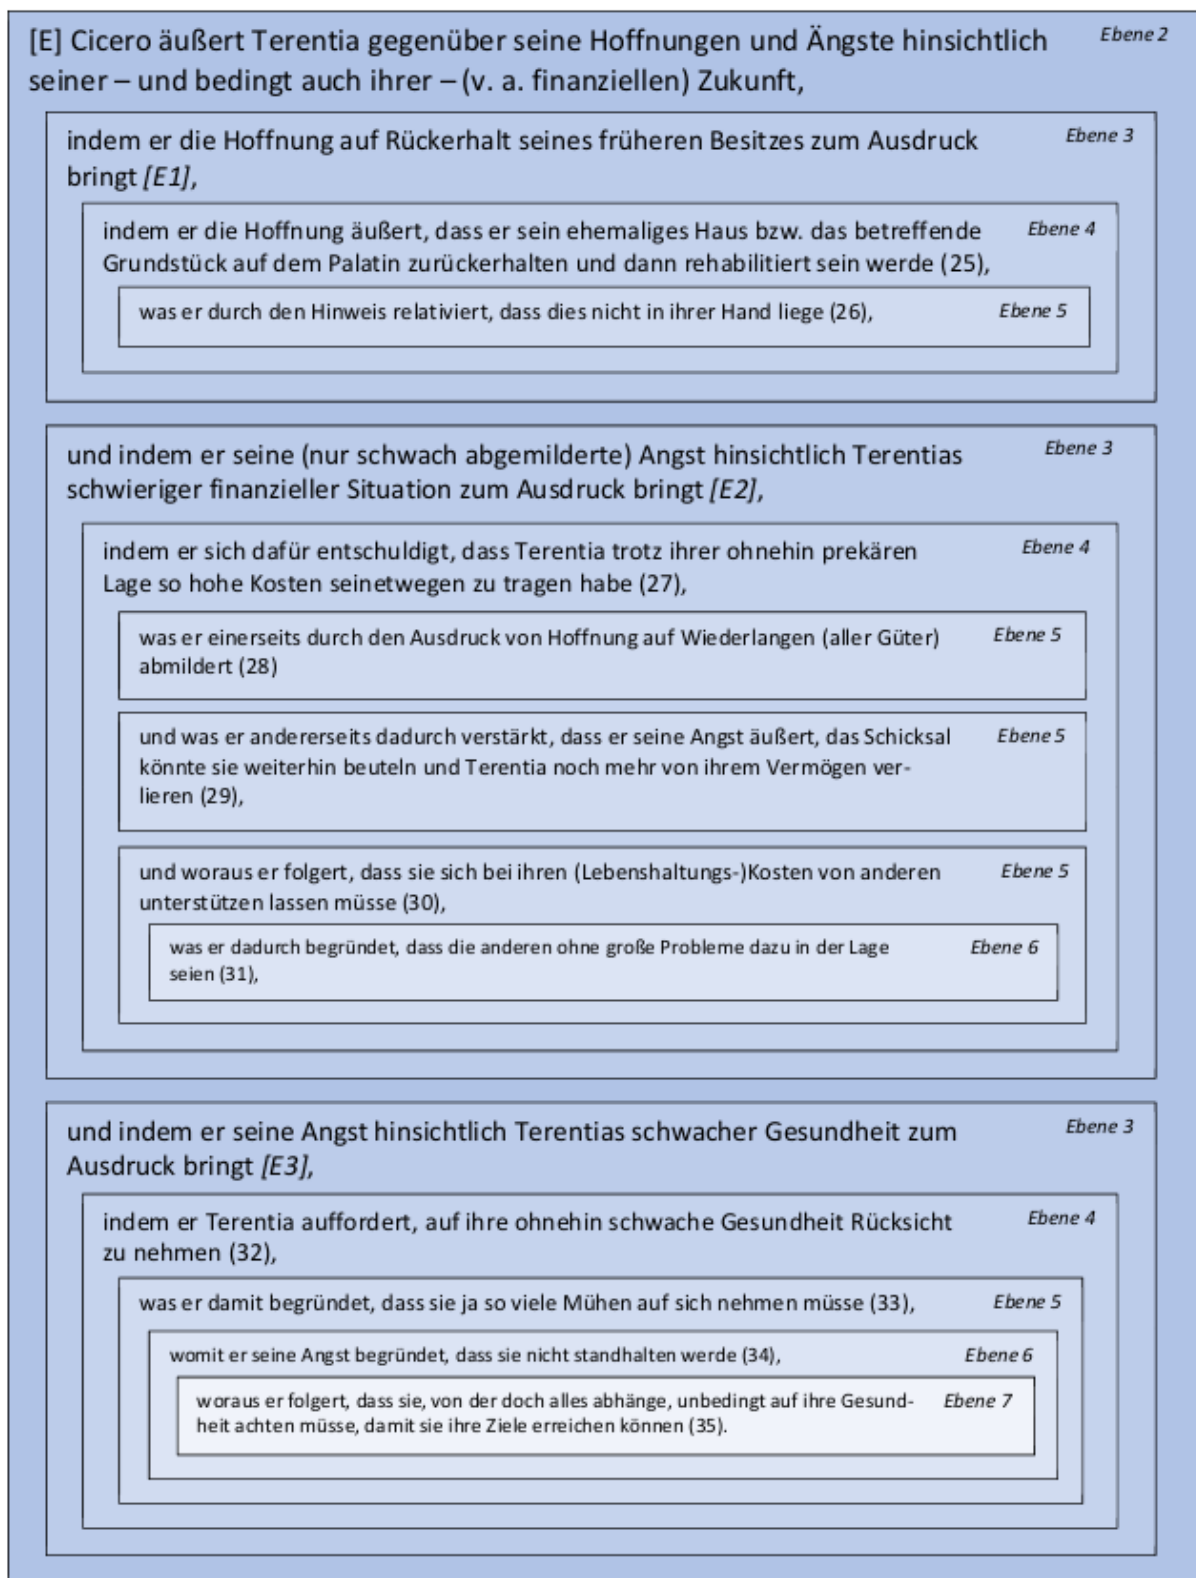 [E] Cicero äußert Terentia gegenüber seine Hoffnungen und Ängste hinsichtlich Ebene 2
seiner – und bedingt auch ihrer – (v. a. finanziellen) Zukunft,
indem er die Hoffnung auf Rückerhalt seines früheren Besitzes zum Ausdruck Ebene 3
bringt [E1],
indem er die Hoffnung äußert, dass er sein ehemaliges Haus bzw. das betreffende Ebene 4
Grundstück auf dem Palatin zurückerhalten und dann rehabilitiert sein werde (25),
was er durch den Hinweis relativiert, dass dies nicht in ihrer Hand liege (26), Ebene 5
und indem er seine (nur schwach abgemilderte) Angst hinsichtlich Terentias Ebene 3
schwieriger finanzieller Situation zum Ausdruck bringt [E2],
indem er sich dafür entschuldigt, dass Terentia trotz ihrer ohnehin prekären Ebene 4
Lage so hohe Kosten seinetwegen zu tragen habe (27),
was er einerseits durch den Ausdruck von Hoffnung auf Wiederlangen (aller Güter) Ebene 5
abmildert (28)
und was er andererseits dadurch verstärkt, dass er seine Angst äußert, das Schicksal Ebene 5
könnte sie weiterhin beuteln und Terentia noch mehr von ihrem Vermögen ver-
lieren (29),
und woraus er folgert, dass sie sich bei ihren (Lebenshaltungs-)Kosten von anderen Ebene 5
unterstützen lassen müsse (30),
was er dadurch begründet, dass die anderen ohne große Probleme dazu in der Lage Ebene 6
seien (31),
und indem er seine Angst hinsichtlich Terentias schwacher Gesundheit zum Ebene 3
Ausdruck bringt [E3],
indem er Terentia auffordert, auf ihre ohnehin schwache Gesundheit Rücksicht Ebene 4
zu nehmen (32),
was er damit begründet, dass sie ja so viele Mühen auf sich nehmen müsse (33), Ebene 5
womit er seine Angst begründet, dass sie nicht standhalten werde (34), Ebene 6
woraus er folgert, dass sie, von der doch alles abhänge, unbedingt auf ihre Gesund- Ebene 7
heit achten müsse, damit sie ihre Ziele erreichen können (35).